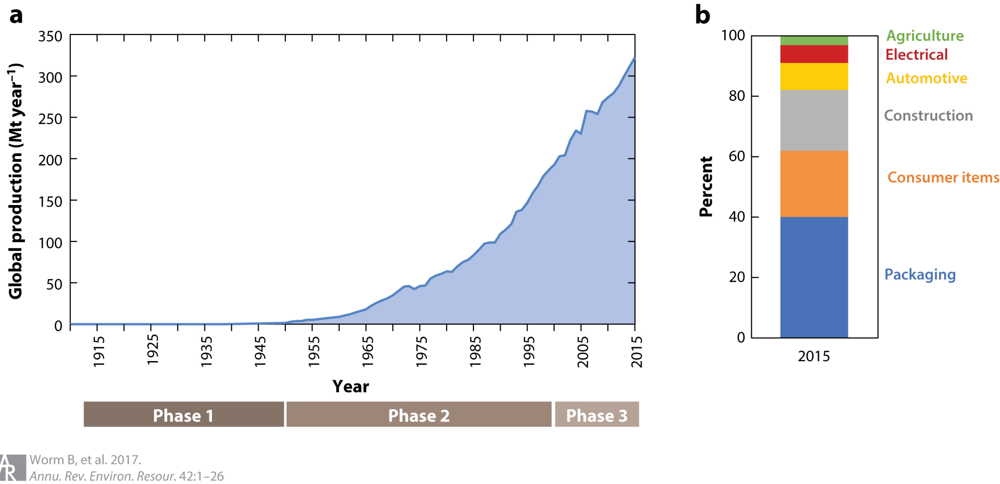 a
350
300
250
200
150
100
50
0
Global production (Mt year⁻¹)
1915
1925
1935
1945
1955
1965
1975
1985
1995
2005
2015
Year
Phase 1
Phase 2
Phase 3
b
100
80
60
40
20
0
Percent
2015
Agriculture
Electrical
Automotive
Construction
Consumer items
Packaging
AR
Worm B, et al. 2017.
Annu. Rev. Environ. Resour. 42:1–26